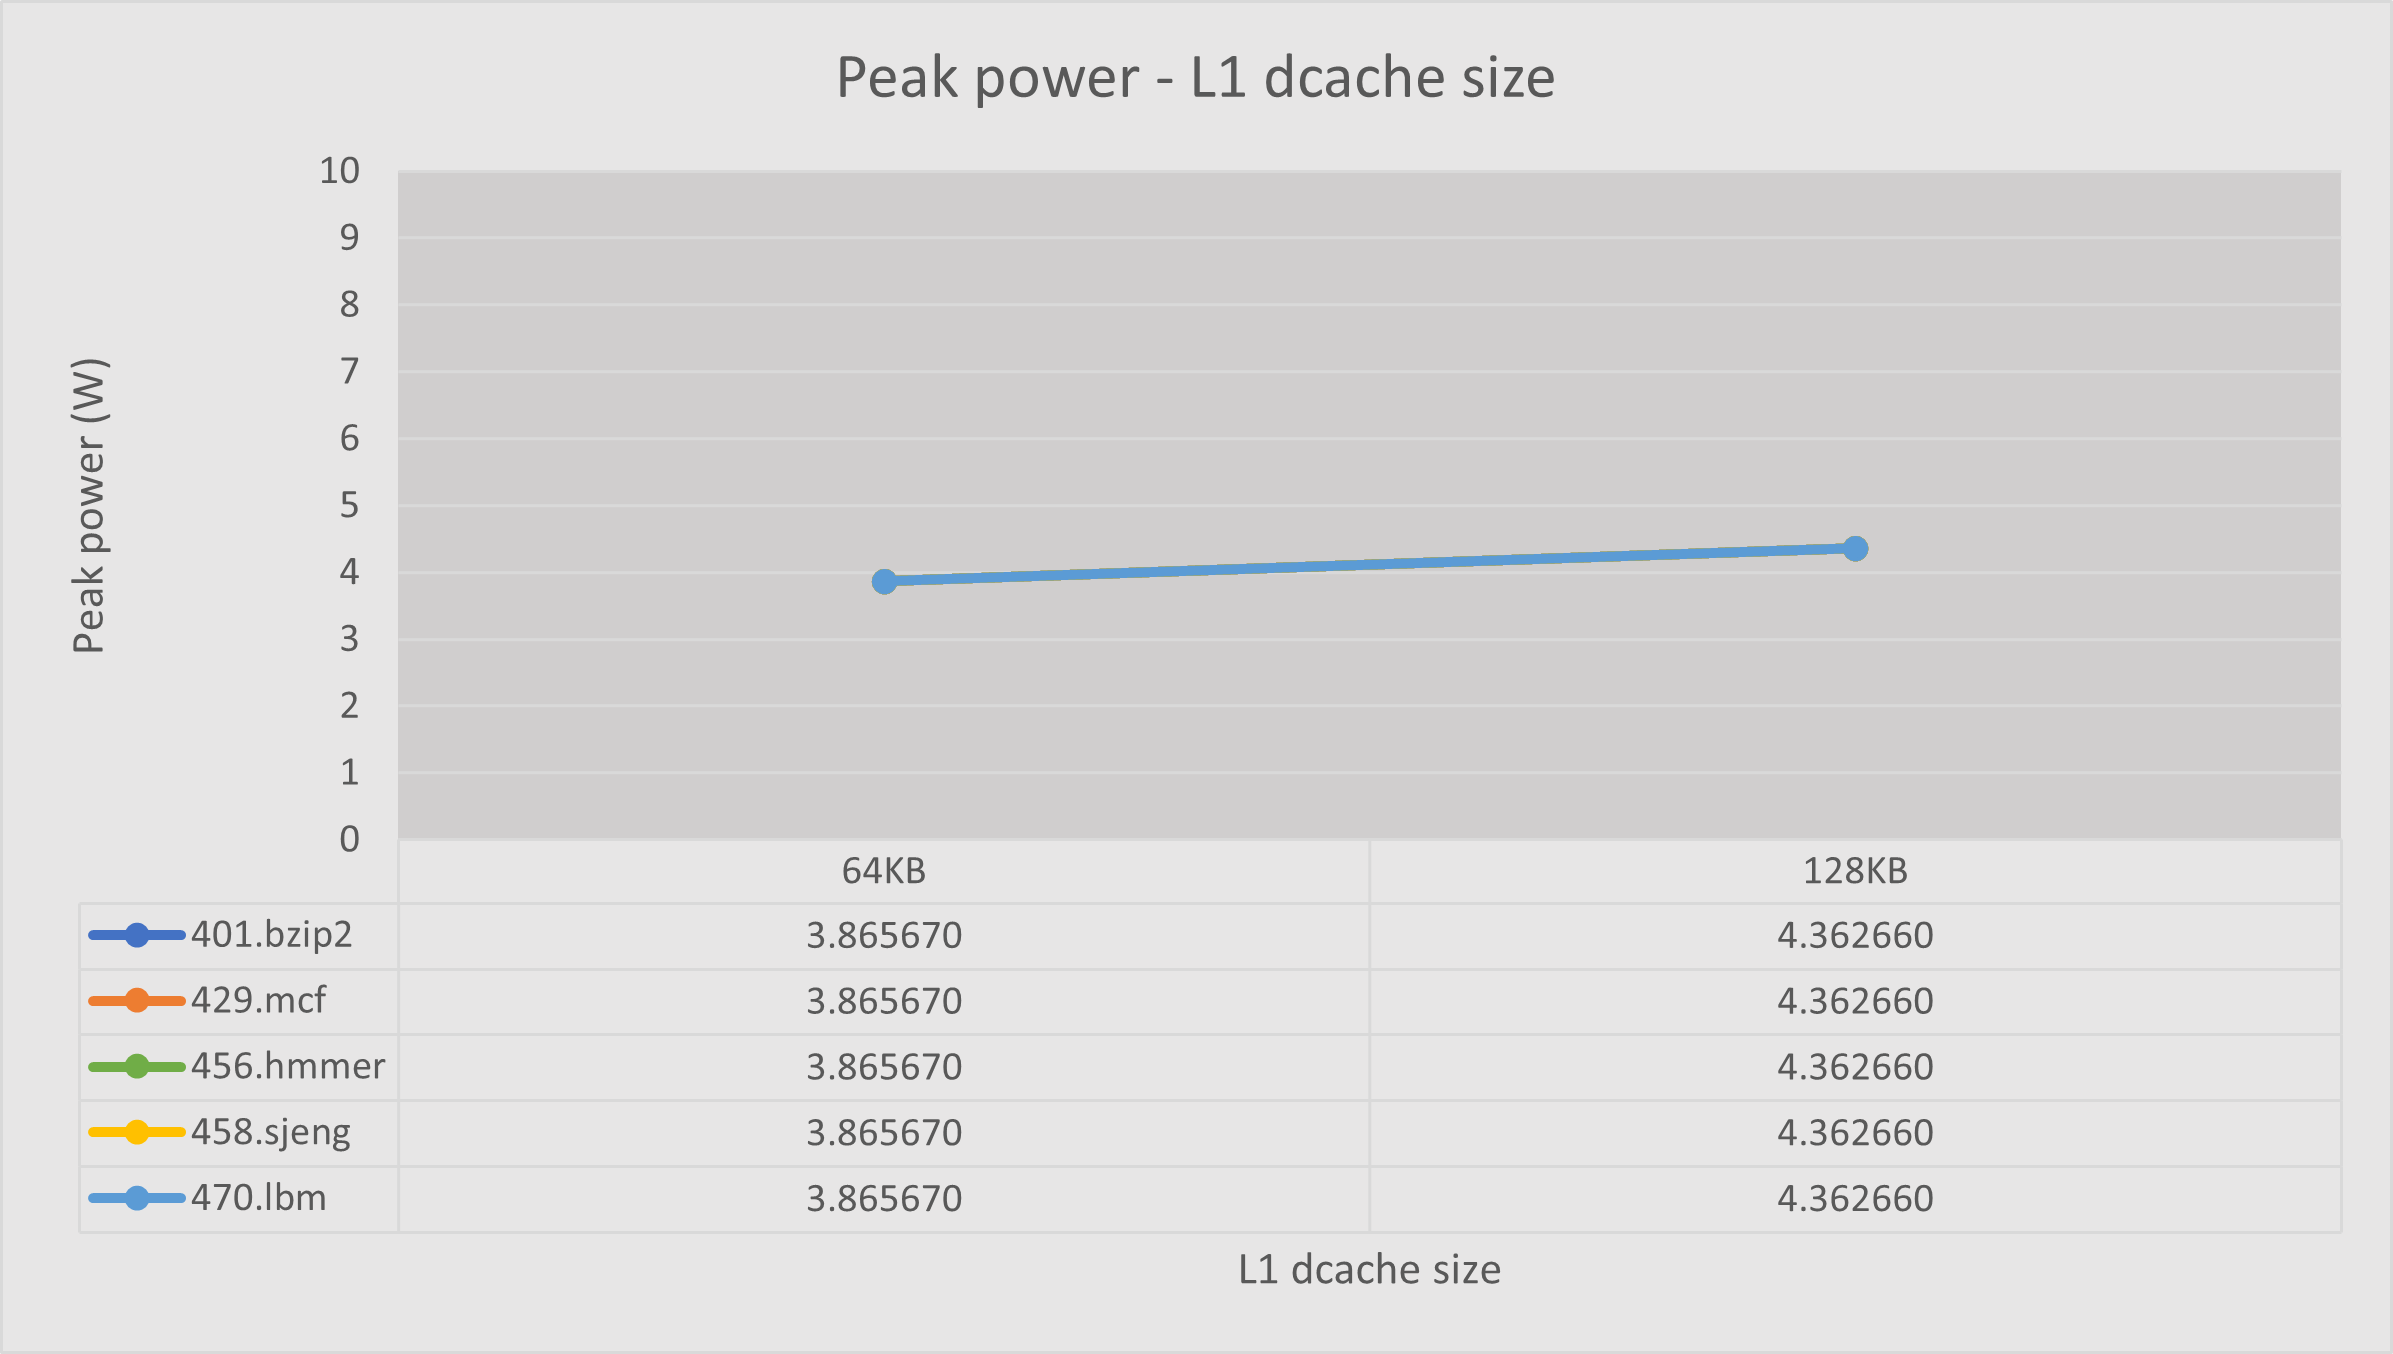 Peak power - L1 dcache size
Peak power (W)
10
9
8
7
6
5
4
3
2
1
0
64KB 128KB
401.bzip2 3.865670 4.362660
429.mcf 3.865670 4.362660
456.hmmer 3.865670 4.362660
458.sjeng 3.865670 4.362660
470.lbm 3.865670 4.362660
L1 dcache size